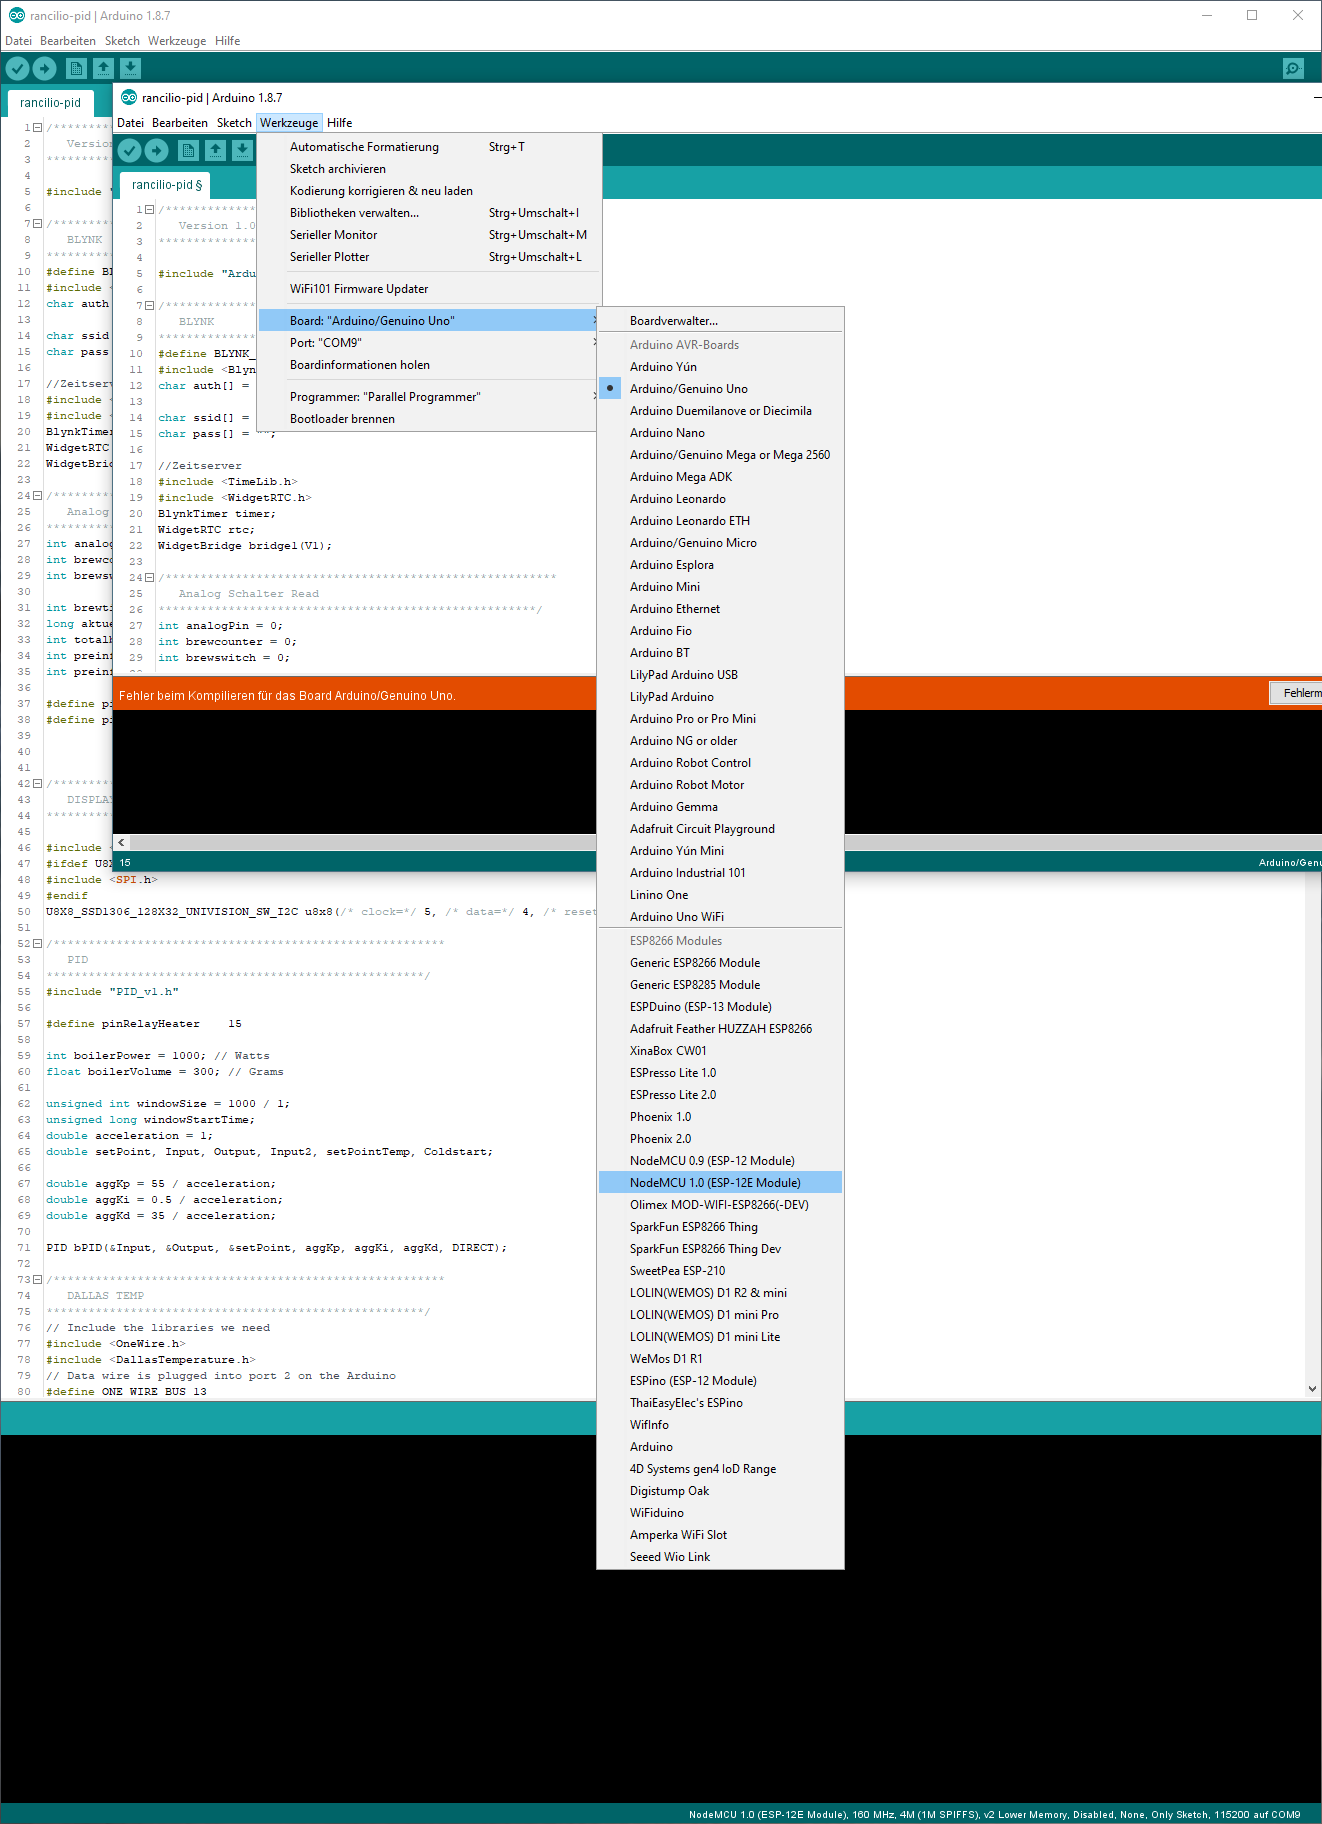 rancilio-pid | Arduino 1.8.7
Datei Bearbeiten Sketch Werkzeuge Hilfe
rancilio-pid
1 /**********
2 Version
3 **********
4
5 #include
6
7 /**********
8 BLYNK
9 **********
10 #define BL
11 #include <
12 char auth
13
14 char ssid
15 char pass
16
17 //Zeitserv
18 #include <
19 #include <
20 BlynkTimer
21 WidgetRTC
22 WidgetBrid
23
24 /**********
25 Analog
26 **********
27 int analog
28 int brewco
29 int brewsw
30
31 int brewti
32 long aktue
33 int totalb
34 int preinf
35 int preinf
36
37 #define pi
38 #define pi
39
40
41
42 /**********
43 DISPLAY
44 **********
45
46 #include <
47 #ifdef U8X
48 #include <SPI.h>
49 #endif
50 U8X8_SSD1306_128X32_UNIVISION_SW_I2C u8x8(/* clock=*/ 5, /* data=*/ 4, /* reset
51
52 /********************************************************
53 PID
54 ******************************************************/
55 #include "PID_v1.h"
56
57 #define pinRelayHeater 15
58
59 int boilerPower = 1000; // Watts
60 float boilerVolume = 300; // Grams
61
62 unsigned int windowSize = 1000 / 1;
63 unsigned long windowStartTime;
64 double acceleration = 1;
65 double setPoint, Input, Output, Input2, setPointTemp, Coldstart;
66
67 double aggKp = 55 / acceleration;
68 double aggKi = 0.5 / acceleration;
69 double aggKd = 35 / acceleration;
70
71 PID bPID(&Input, &Output, &setPoint, aggKp, aggKi, aggKd, DIRECT);
72
73 /********************************************************
74 DALLAS TEMP
75 ******************************************************/
76 // Include the libraries we need
77 #include <OneWire.h>
78 #include <DallasTemperature.h>
79 // Data wire is plugged into port 2 on the Arduino
80 #define ONE_WIRE_BUS 13
rancilio-pid | Arduino 1.8.7
Datei Bearbeiten Sketch Werkzeuge Hilfe
rancilio-pid §
1 /*************
2 Version 1.0
3 **************
4
5 #include "Ardu
6
7 /*************
8 BLYNK
9 **************
10 #define BLYNK_
11 #include <Blyn
12 char auth[] =
13
14 char ssid[] =
15 char pass[] = "";
16
17 //Zeitserver
18 #include <TimeLib.h>
19 #include <WidgetRTC.h>
20 BlynkTimer timer;
21 WidgetRTC rtc;
22 WidgetBridge bridge1(V1);
23
24 /********************************************************
25 Analog Schalter Read
26 ******************************************************/
27 int analogPin = 0;
28 int brewcounter = 0;
29 int brewswitch = 0;
Fehler beim Kompilieren für das Board Arduino/Genuino Uno.
Fehlerm
15
Arduino/Genu
Automatische Formatierung Strg+T
Sketch archivieren
Kodierung korrigieren & neu laden
Bibliotheken verwalten... Strg+Umschalt+I
Serieller Monitor Strg+Umschalt+M
Serieller Plotter Strg+Umschalt+L
WiFi101 Firmware Updater
Board: "Arduino/Genuino Uno"
Port: "COM9"
Boardinformationen holen
Programmer: "Parallel Programmer"
Bootloader brennen
Boardverwalter...
Arduino AVR-Boards
Arduino Yún
Arduino/Genuino Uno
Arduino Duemilanove or Diecimila
Arduino Nano
Arduino/Genuino Mega or Mega 2560
Arduino Mega ADK
Arduino Leonardo
Arduino Leonardo ETH
Arduino/Genuino Micro
Arduino Esplora
Arduino Mini
Arduino Ethernet
Arduino Fio
Arduino BT
LilyPad Arduino USB
LilyPad Arduino
Arduino Pro or Pro Mini
Arduino NG or older
Arduino Robot Control
Arduino Robot Motor
Arduino Gemma
Adafruit Circuit Playground
Arduino Yún Mini
Arduino Industrial 101
Linino One
Arduino Uno WiFi
ESP8266 Modules
Generic ESP8266 Module
Generic ESP8285 Module
ESPDuino (ESP-13 Module)
Adafruit Feather HUZZAH ESP8266
XinaBox CW01
ESPresso Lite 1.0
ESPresso Lite 2.0
Phoenix 1.0
Phoenix 2.0
NodeMCU 0.9 (ESP-12 Module)
NodeMCU 1.0 (ESP-12E Module)
Olimex MOD-WIFI-ESP8266(-DEV)
SparkFun ESP8266 Thing
SparkFun ESP8266 Thing Dev
SweetPea ESP-210
LOLIN(WEMOS) D1 R2 & mini
LOLIN(WEMOS) D1 mini Pro
LOLIN(WEMOS) D1 mini Lite
WeMos D1 R1
ESPino (ESP-12 Module)
ThaiEasyElec's ESPino
WifInfo
Arduino
4D Systems gen4 IoD Range
Digistump Oak
WiFiduino
Amperka WiFi Slot
Seeed Wio Link
NodeMCU 1.0 (ESP-12E Module), 160 MHz, 4M (1M SPIFFS), v2 Lower Memory, Disabled, None, Only Sketch, 115200 auf COM9